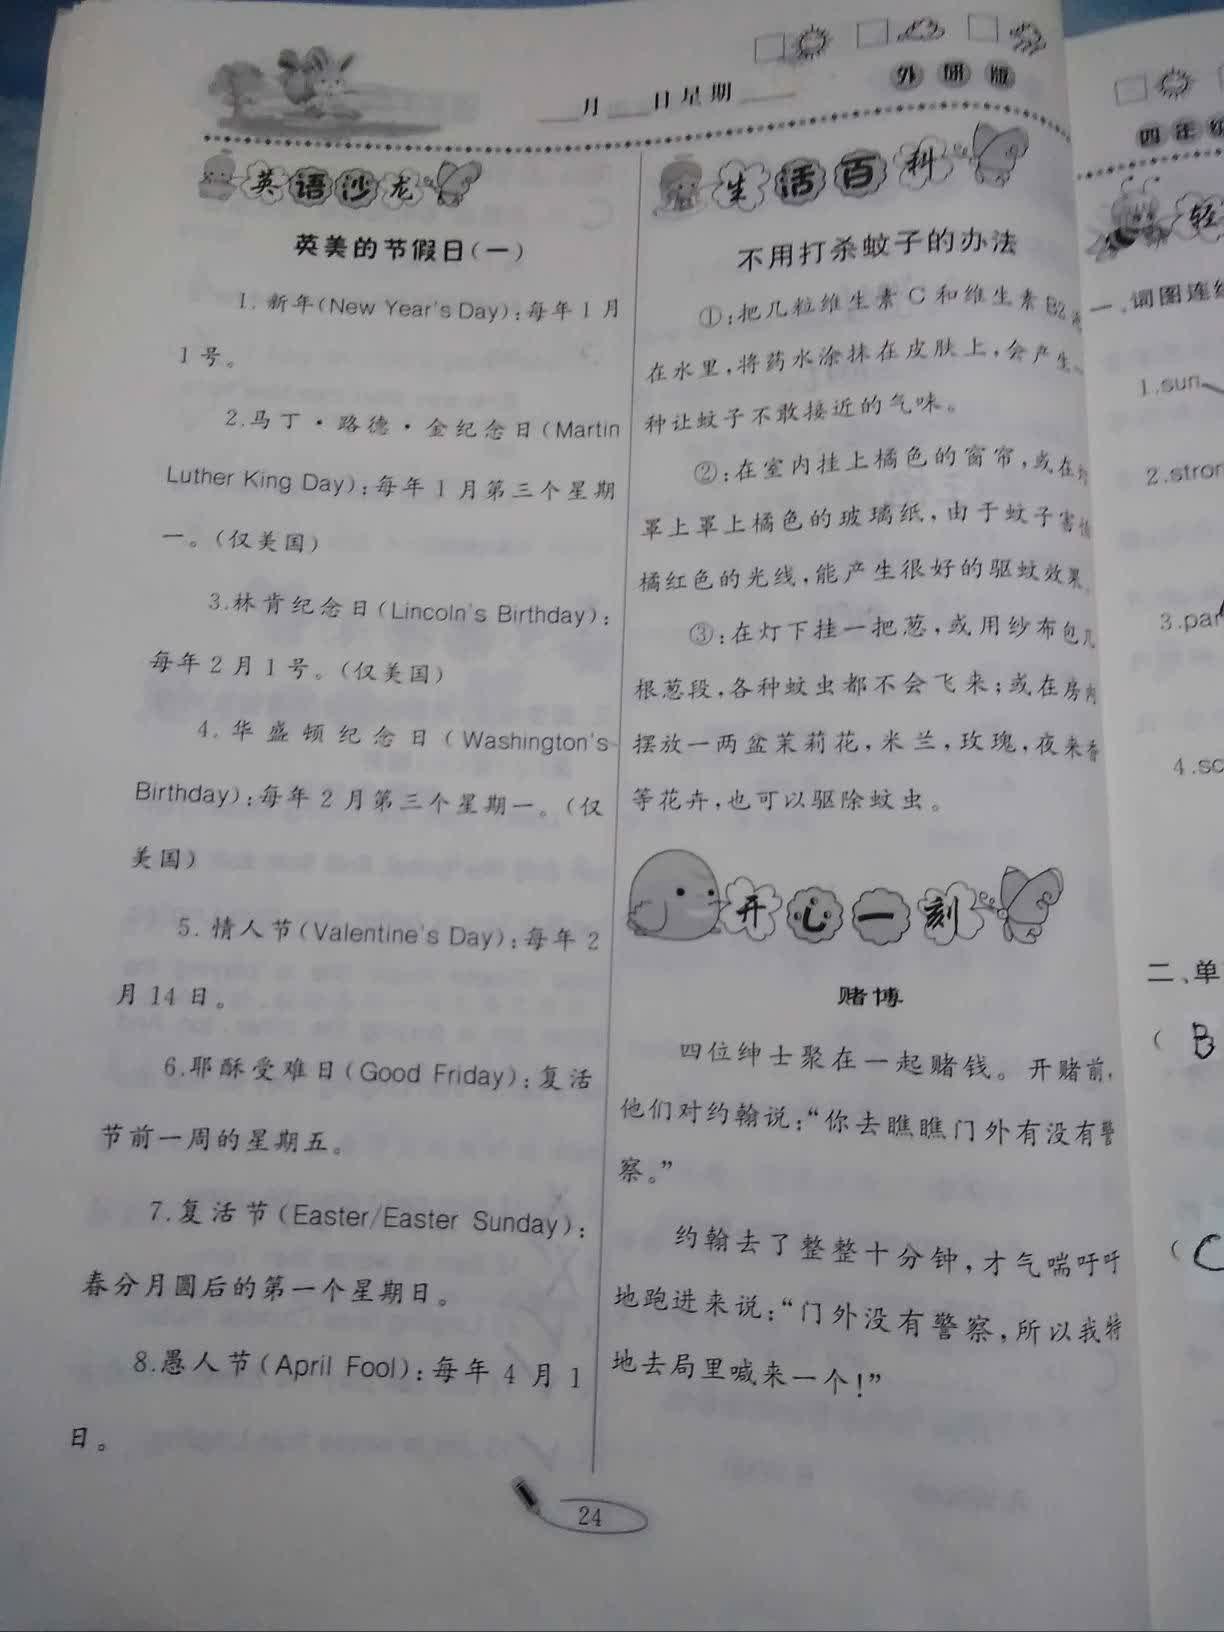 外研版
__月__日星期__
英语沙龙
英美的节假日(一)
1. 新年(New Year's Day):每年1月
1号。
2.马丁·路德·金纪念日(Martin
Luther King Day):每年1月第三个星期
一。(仅美国)
3.林肯纪念日(Lincoln's Birthday):
每年2月1号。(仅美国)
4.华盛顿纪念日(Washington's
Birthday):每年2月第三个星期一。(仅
美国)
5. 情人节(Valentine's Day):每年2
月14日。
6.耶酥受难日(Good Friday):复活
节前一周的星期五。
7.复活节(Easter/Easter Sunday):
春分月圆后的第一个星期日。
8.愚人节(April Fool):每年4月1
日。
生活百科
不用打杀蚊子的办法
①:把几粒维生素C和维生素B2
在水里,将药水涂抹在皮肤上,会产生一
种让蚊子不敢接近的气味。
②:在室内挂上橘色的窗帘,或在灯
罩上罩上橘色的玻璃纸,由于蚊子害怕
橘红色的光线,能产生很好的驱蚊效果。
③:在灯下挂一把葱,或用纱布包几
根葱段,各种蚊虫都不会飞来;或在房内
摆放一两盆茉莉花,米兰,玫瑰,夜来香
等花卉,也可以驱除蚊虫。
开心一刻
赌博
四位绅士聚在一起赌钱。开赌前,
他们对约翰说:“你去瞧瞧门外有没有警
察。”
约翰去了整整十分钟,才气喘吁吁
地跑进来说:“门外没有警察,所以我特
地去局里喊来一个!”
24
四年级
轻
一、词图连线
1.sun
2.stron
3.par
4.sc
二、单
( B
( C